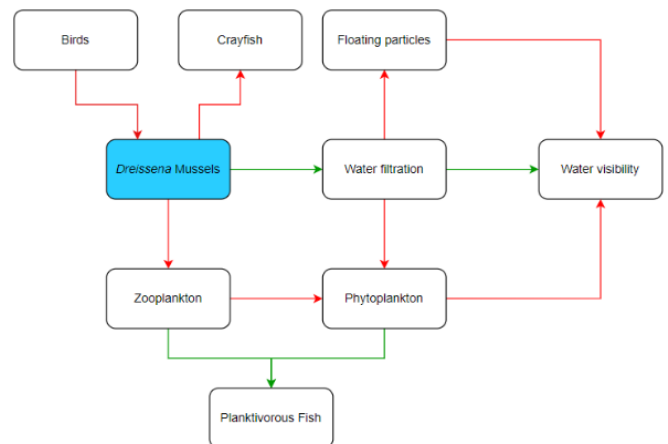 Birds
Crayfish
Floating particles
Dreissena Mussels
Water filtration
Water visibility
Zooplankton
Phytoplankton
Planktivorous Fish